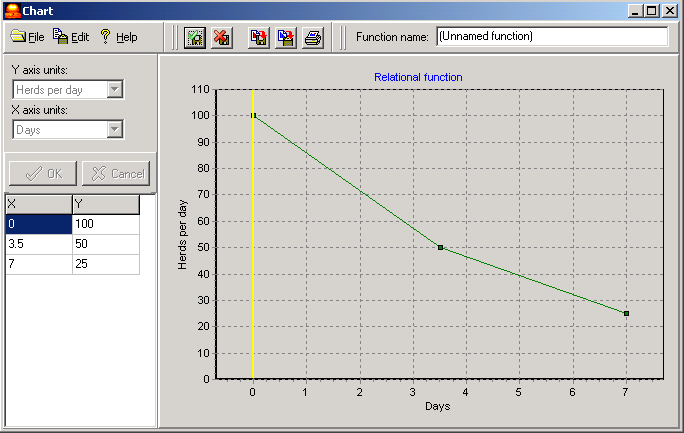 Chart
File Edit ? Help
Function name: (Unnamed function)
Y axis units:
Herds per day
X axis units:
Days
OK Cancel
X Y
0 100
3.5 50
7 25
Relational function
110
100
90
80
70
60
50
40
30
20
10
0
Herds per day
0 1 2 3 4 5 6 7
Days